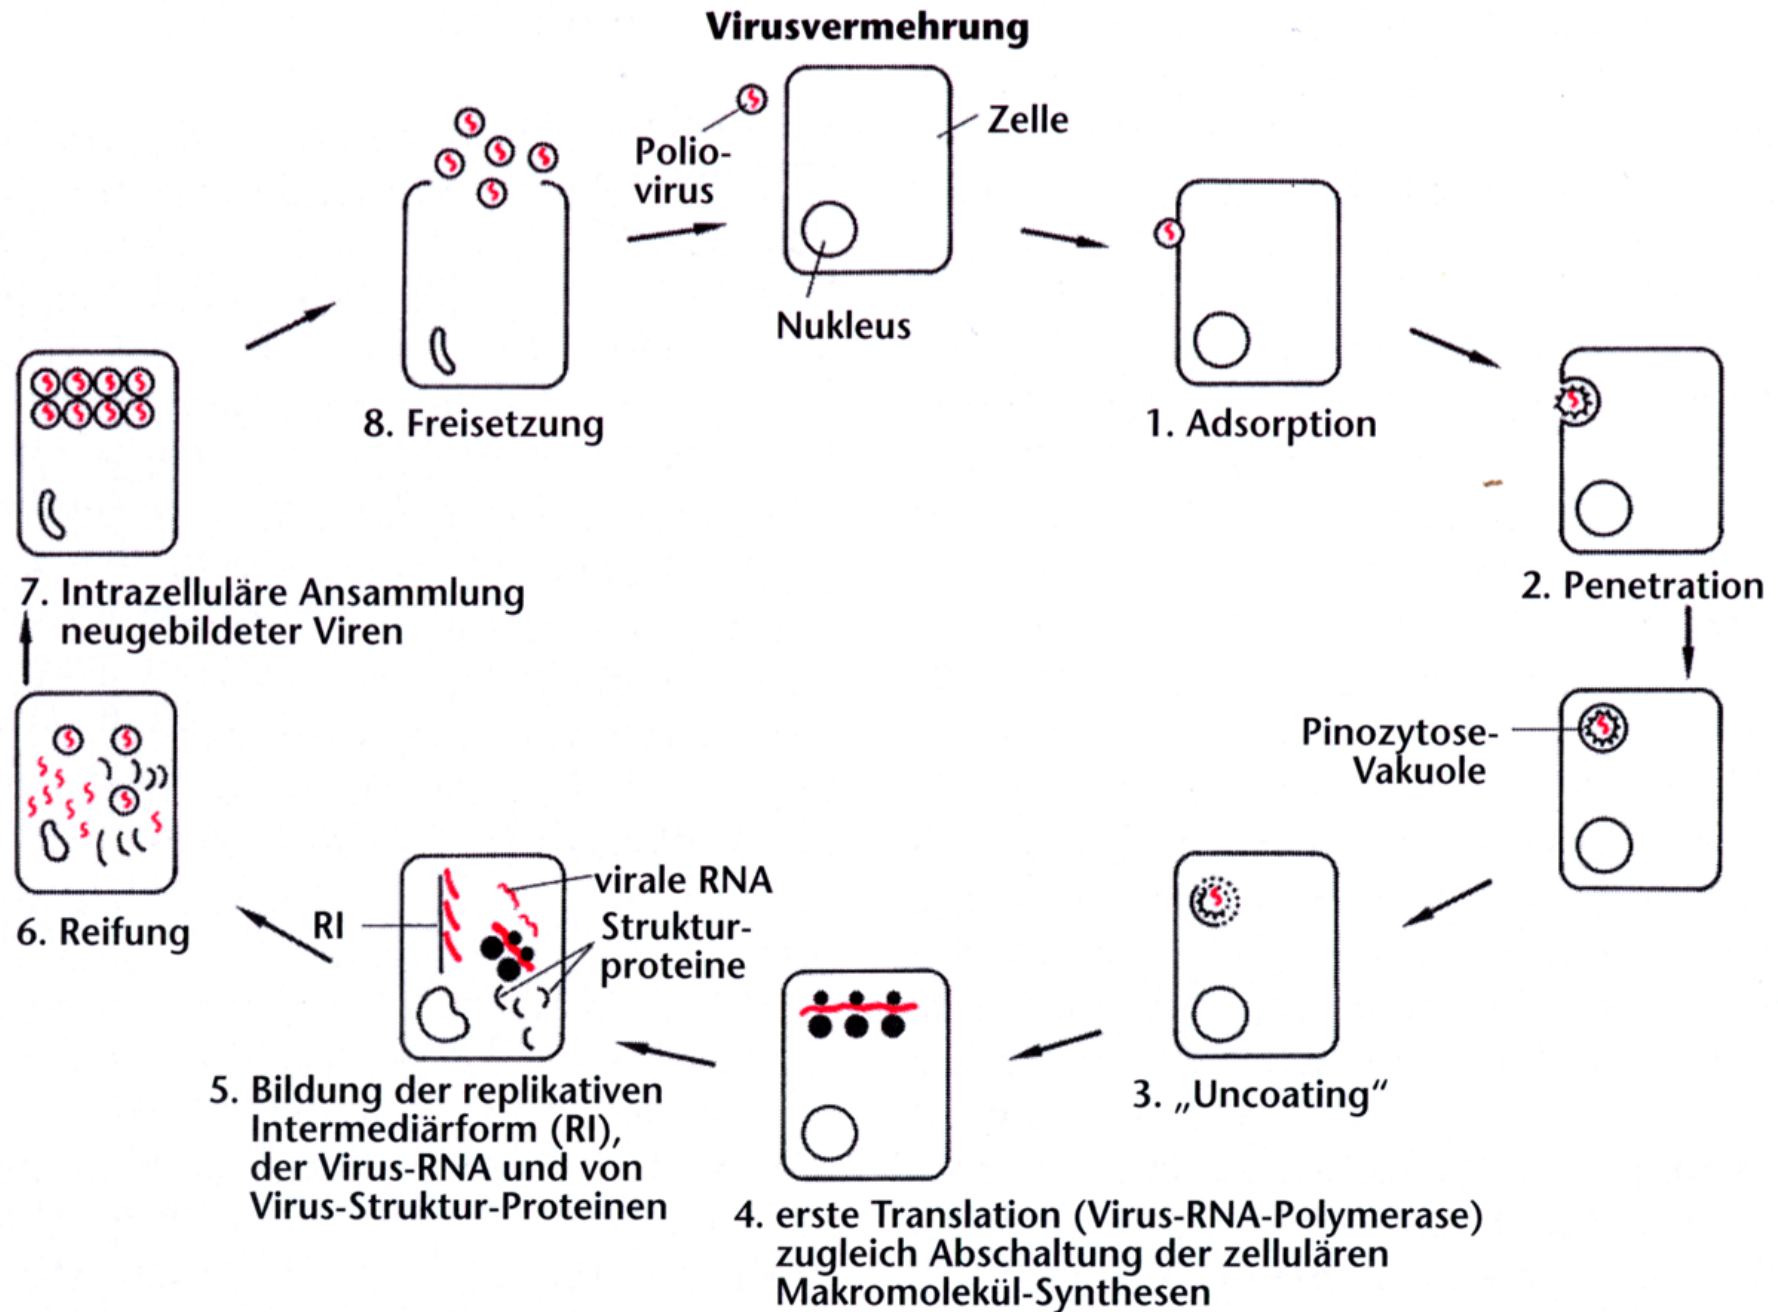 Virusvermehrung
Polio-
virus
Zelle
Nukleus
1. Adsorption
2. Penetration
Pinozytose-
Vakuole
3. „Uncoating“
4. erste Translation (Virus-RNA-Polymerase)
zugleich Abschaltung der zellulären
Makromolekül-Synthesen
virale RNA
Struktur-
proteine
RI
5. Bildung der replikativen
Intermediärform (RI),
der Virus-RNA und von
Virus-Struktur-Proteinen
6. Reifung
7. Intrazelluläre Ansammlung
neugebildeter Viren
8. Freisetzung